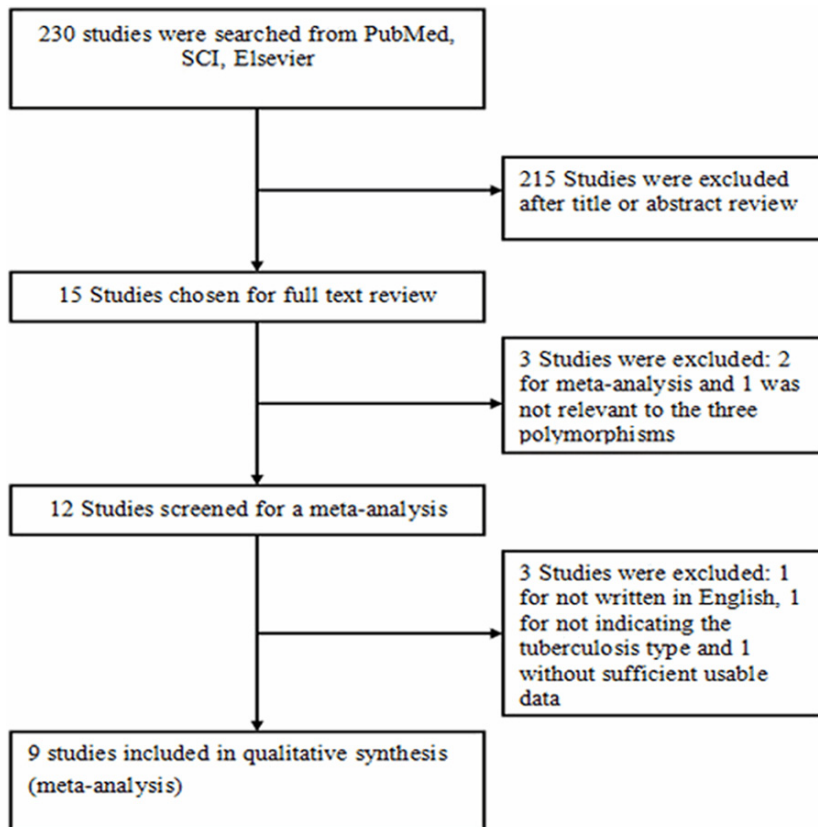 230 studies were searched from PubMed,
SCI, Elsevier
215 Studies were excluded
after title or abstract review
15 Studies chosen for full text review
3 Studies were excluded: 2
for meta-analysis and 1 was
not relevant to the three
polymorphisms
12 Studies screened for a meta-analysis
3 Studies were excluded: 1
for not written in English, 1
for not indicating the
tuberculosis type and 1
without sufficient usable
data
9 studies included in qualitative synthesis
(meta-analysis)